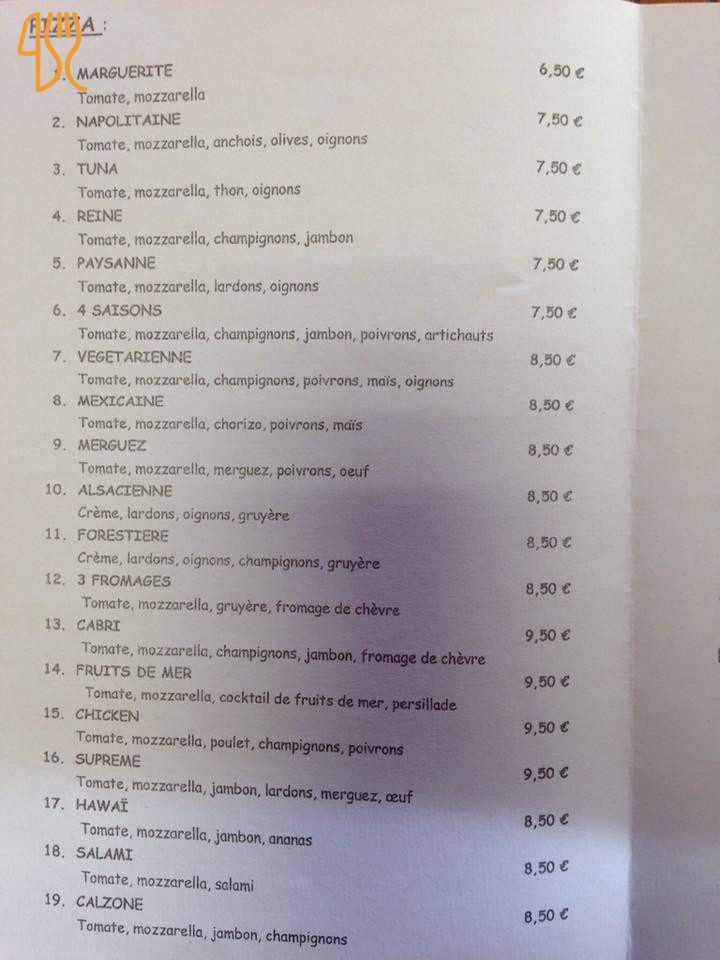 PIZZA :
1. MARGUERITE 6,50 €
Tomate, mozzarella
2. NAPOLITAINE 7,50 €
Tomate, mozzarella, anchois, olives, oignons
3. TUNA 7,50 €
Tomate, mozzarella, thon, oignons
4. REINE 7,50 €
Tomate, mozzarella, champignons, jambon
5. PAYSANNE 7,50 €
Tomate, mozzarella, lardons, oignons
6. 4 SAISONS 7,50 €
Tomate, mozzarella, champignons, jambon, poivrons, artichauts
7. VEGETARIENNE 8,50 €
Tomate, mozzarella, champignons, poivrons, maïs, oignons
8. MEXICAINE 8,50 €
Tomate, mozzarella, chorizo, poivrons, maïs
9. MERGUEZ 8,50 €
Tomate, mozzarella, merguez, poivrons, oeuf
10. ALSACIENNE 8,50 €
Crème, lardons, oignons, gruyère
11. FORESTIERE 8,50 €
Crème, lardons, oignons, champignons, gruyère
12. 3 FROMAGES 8,50 €
Tomate, mozzarella, gruyère, fromage de chèvre
13. CABRI 9,50 €
Tomate, mozzarella, champignons, jambon, fromage de chèvre
14. FRUITS DE MER 9,50 €
Tomate, mozzarella, cocktail de fruits de mer, persillade
15. CHICKEN 9,50 €
Tomate, mozzarella, poulet, champignons, poivrons
16. SUPREME 9,50 €
Tomate, mozzarella, jambon, lardons, merguez, œuf
17. HAWAÏ 8,50 €
Tomate, mozzarella, jambon, ananas
18. SALAMI 8,50 €
Tomate, mozzarella, salami
19. CALZONE 8,50 €
Tomate, mozzarella, jambon, champignons